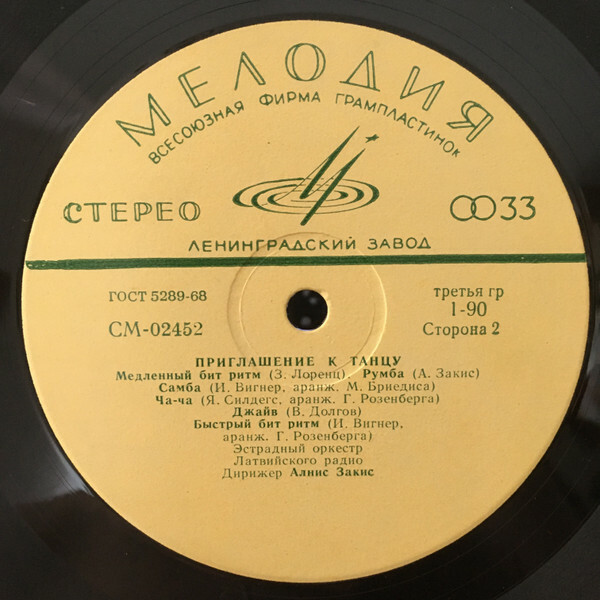 МЕЛОДИЯ
ВСЕСОЮЗНАЯ ФИРМА ГРАМПЛАСТИНОК
СТЕРЕО
33
ЛЕНИНГРАДСКИЙ ЗАВОД
ГОСТ 5289-68
третья гр
1-90
СМ-02452
Сторона 2
ПРИГЛАШЕНИЕ К ТАНЦУ
Медленный бит ритм (З. Лоренц). Румба (А. Закис)
Самба (И. Вигнер, аранж. М. Бриедиса)
Ча-ча (Я. Силдегс, аранж. Г. Розенберга)
Джайв (В. Долгов)
Быстрый бит ритм (И. Вигнер,
аранж. Г. Розенберга)
Эстрадный оркестр
Латвийского радио
Дирижер Алнис Закис